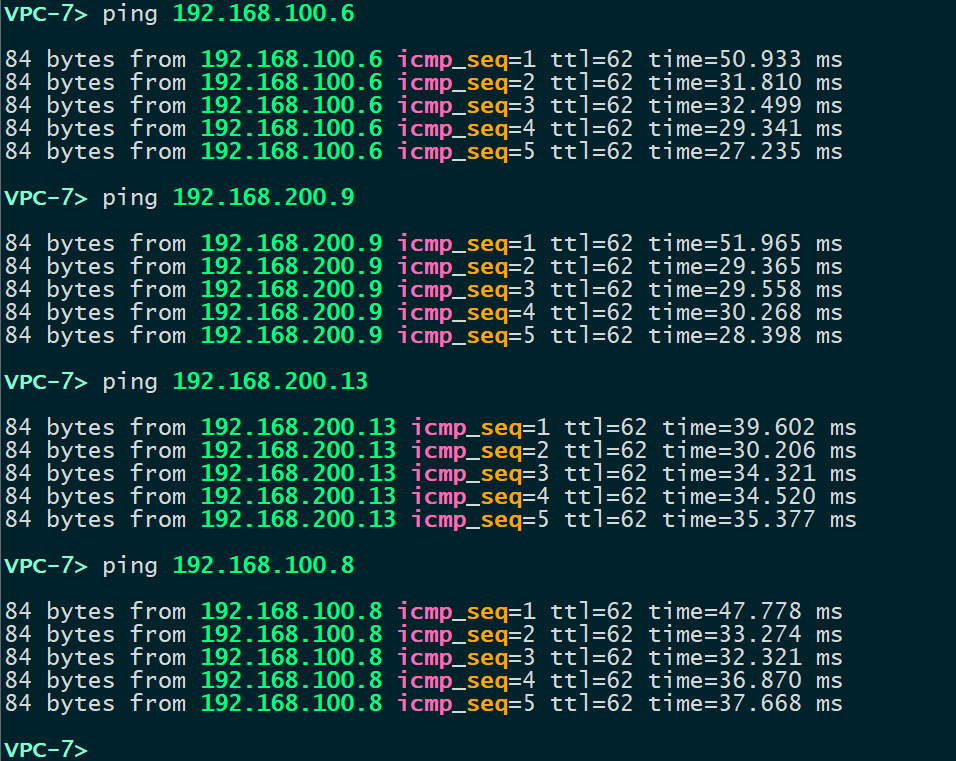 VPC-7> ping 192.168.100.6
84 bytes from 192.168.100.6 icmp_seq=1 ttl=62 time=50.933 ms
84 bytes from 192.168.100.6 icmp_seq=2 ttl=62 time=31.810 ms
84 bytes from 192.168.100.6 icmp_seq=3 ttl=62 time=32.499 ms
84 bytes from 192.168.100.6 icmp_seq=4 ttl=62 time=29.341 ms
84 bytes from 192.168.100.6 icmp_seq=5 ttl=62 time=27.235 ms
VPC-7> ping 192.168.200.9
84 bytes from 192.168.200.9 icmp_seq=1 ttl=62 time=51.965 ms
84 bytes from 192.168.200.9 icmp_seq=2 ttl=62 time=29.365 ms
84 bytes from 192.168.200.9 icmp_seq=3 ttl=62 time=29.558 ms
84 bytes from 192.168.200.9 icmp_seq=4 ttl=62 time=30.268 ms
84 bytes from 192.168.200.9 icmp_seq=5 ttl=62 time=28.398 ms
VPC-7> ping 192.168.200.13
84 bytes from 192.168.200.13 icmp_seq=1 ttl=62 time=39.602 ms
84 bytes from 192.168.200.13 icmp_seq=2 ttl=62 time=30.206 ms
84 bytes from 192.168.200.13 icmp_seq=3 ttl=62 time=34.321 ms
84 bytes from 192.168.200.13 icmp_seq=4 ttl=62 time=34.520 ms
84 bytes from 192.168.200.13 icmp_seq=5 ttl=62 time=35.377 ms
VPC-7> ping 192.168.100.8
84 bytes from 192.168.100.8 icmp_seq=1 ttl=62 time=47.778 ms
84 bytes from 192.168.100.8 icmp_seq=2 ttl=62 time=33.274 ms
84 bytes from 192.168.100.8 icmp_seq=3 ttl=62 time=32.321 ms
84 bytes from 192.168.100.8 icmp_seq=4 ttl=62 time=36.870 ms
84 bytes from 192.168.100.8 icmp_seq=5 ttl=62 time=37.668 ms
VPC-7>